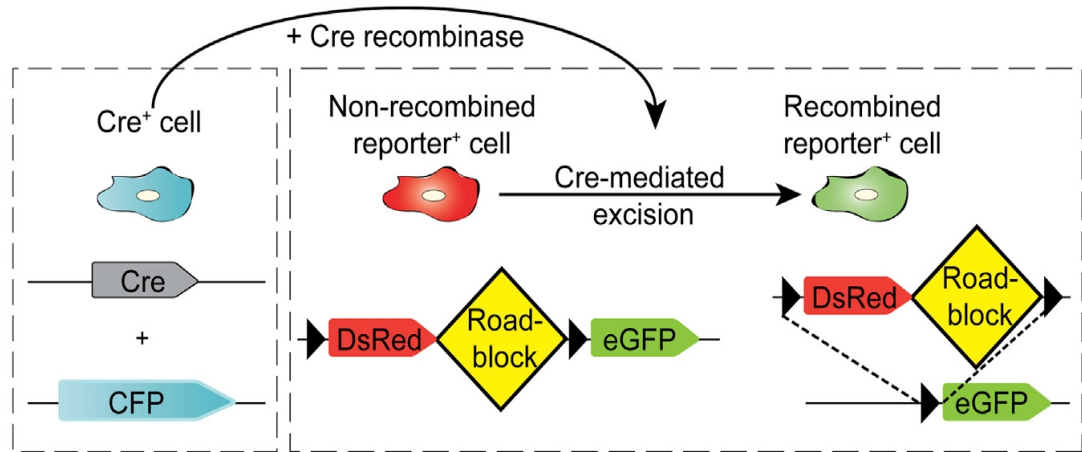 + Cre recombinase
Cre⁺ cell
Cre
+
CFP
Non-recombined
reporter⁺ cell
Cre-mediated
excision
Recombined
reporter⁺ cell
DsRed
Road-
block
eGFP
DsRed
Road-
block
eGFP